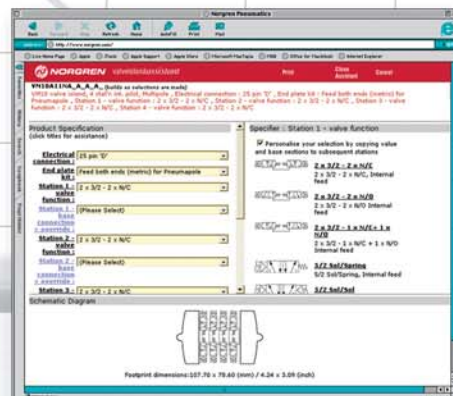 Norgren Pneumatics
Back Forward Stop Refresh Home AutoFill Print Mail
http://www.norgren.com/
Live Home Page Apple iTools Apple Support Apple Store Microsoft MacTopia MSN Office for Macintosh Internet Explorer
NORGREN valveislandassistant Print Close Assistant Cancel
(builds as selections are made)
VM10 valve island, 4 station, int. pilot, Multipole , Electrical connection : 25 pin 'D' , End plate kit : Feed both ends (metric) for
Pneumapole , Station 1 - valve function : 2 x 3/2 - 2 x N/C , Station 2 - valve function : 2 x 3/2 - 2 x N/C , Station 3 - valve
function : 2 x 3/2 - 2 x N/C , Station 4 - valve function : 2 x 3/2 - 2 x N/C
Product Specification
(click titles for assistance)
Electrical connection : 25 pin 'D'
End plate kit : Feed both ends (metric) for Pneumapole
Station 1 - valve function : 2 x 3/2 - 2 x N/C
Station 1 - base connection > override : (Please Select)
Station 2 - valve function : 2 x 3/2 - 2 x N/C
Station 2 - base connection > override : (Please Select)
Station 3 - 2 x 3/2 - 2 x N/C
Specifier : Station 1 - valve function
Personalise your selection by copying value
and base sections to subsequent stations
2 x 3/2 - 2 x N/C
2 x 3/2 - 2 x N/C, Internal
feed
2 x 3/2 - 2 x N/O
2 x 3/2 - 2 x N/O Internal
feed
2 x 3/2 - 1 x N/C+ 1 x
N/O
2 x 3/2 - 1 x N/C + 1 x N/O
Internal feed
5/2 Sol/Spring
5/2 Sol/Spring, Internal feed
5/2 Sol/Sol
Schematic Diagram
Footprint dimensions:107.76 x 78.60 (mm) / 4.24 x 3.09 (inch)